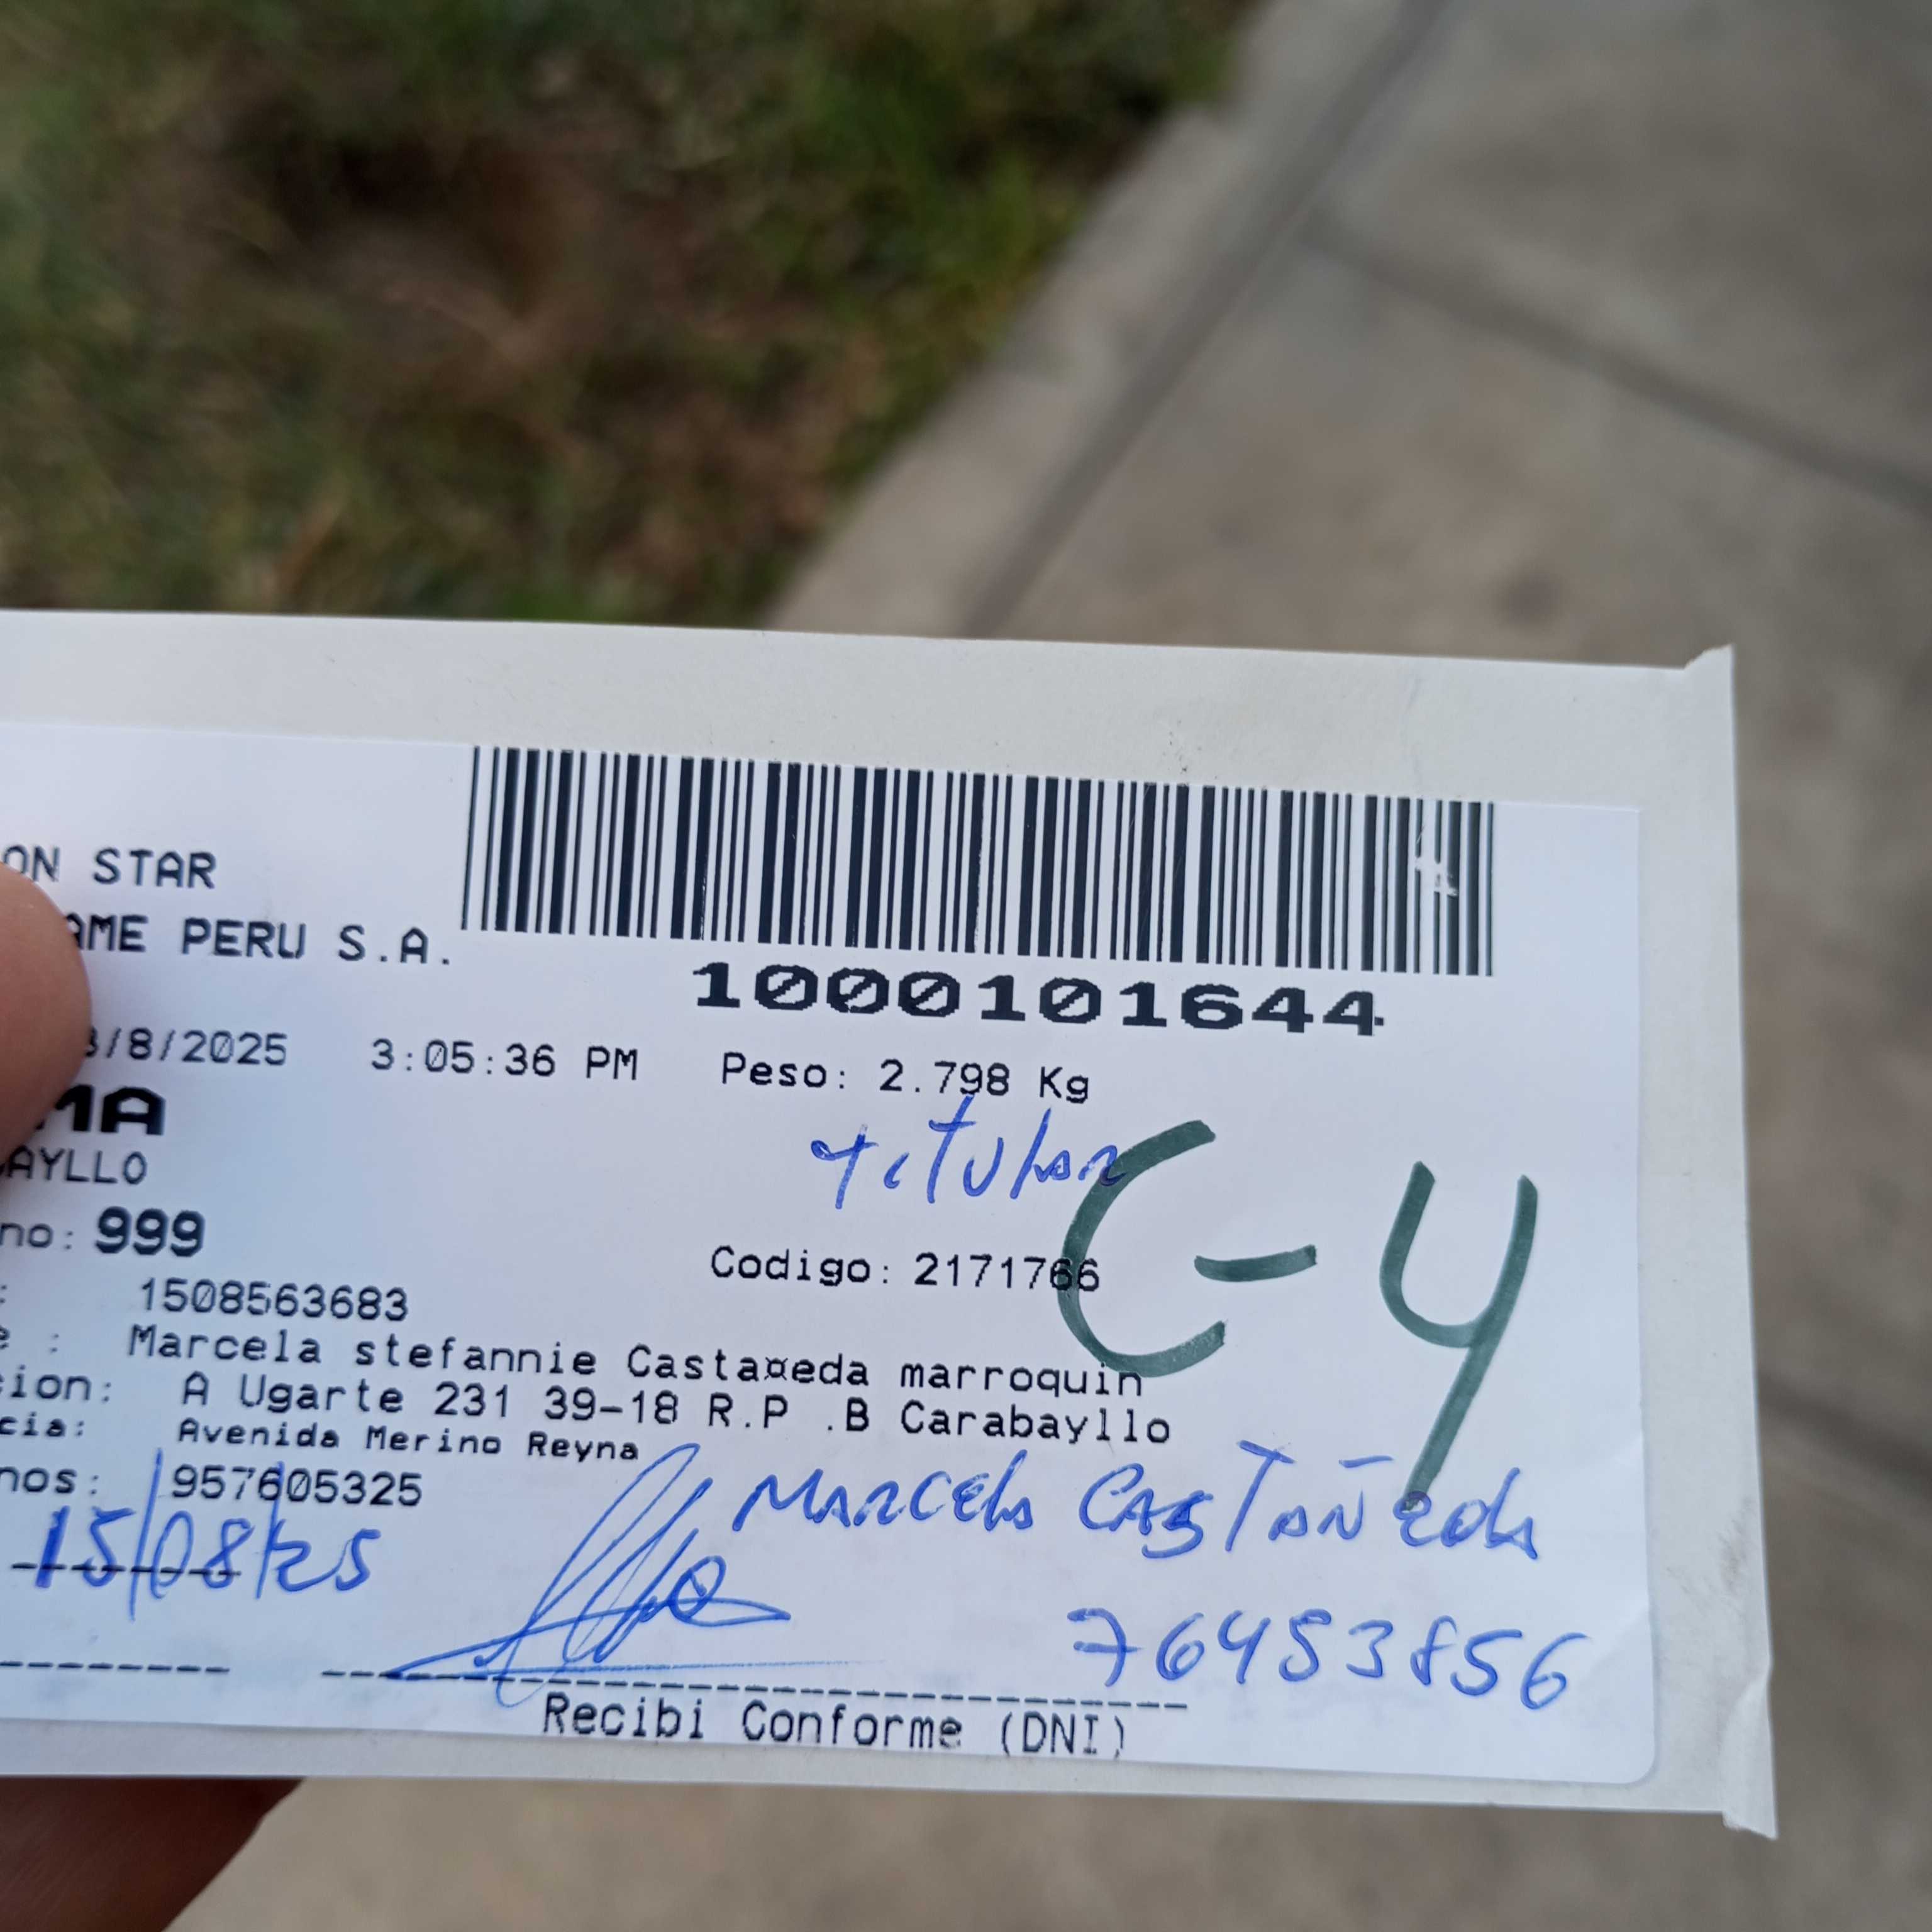 ON STAR
AME PERU S.A.
1000101644
3/8/2025 3:05:36 PM Peso: 2.798 Kg
MA
titular
AYLLO
C-4
no: 999
Codigo: 2171766
: 1508563683
e : Marcela stefannie Casta¤eda marroquin
cion: A Ugarte 231 39-18 R.P .B Carabayllo
cia: Avenida Merino Reyna
nos: 957605325
Marcela Castañeda
15/08/25
76453856
Recibi Conforme (DNI)